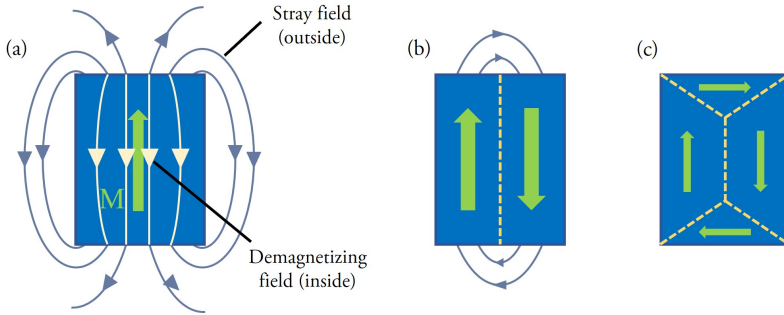 (a)
Stray field
(outside)
M
Demagnetizing
field (inside)
(b)
(c)